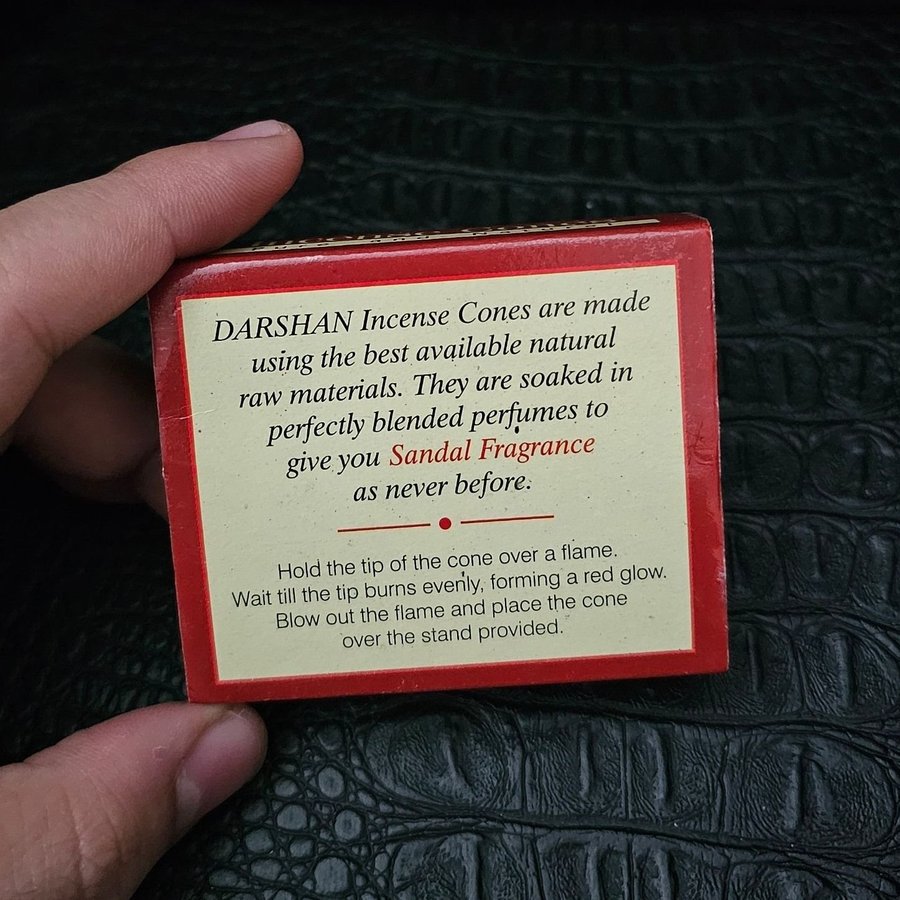 DARSHAN Incense Cones are made
using the best available natural
raw materials. They are soaked in
perfectly blended perfumes to
give you Sandal Fragrance
as never before.
Hold the tip of the cone over a flame.
Wait till the tip burns evenly, forming a red glow.
Blow out the flame and place the cone
over the stand provided.